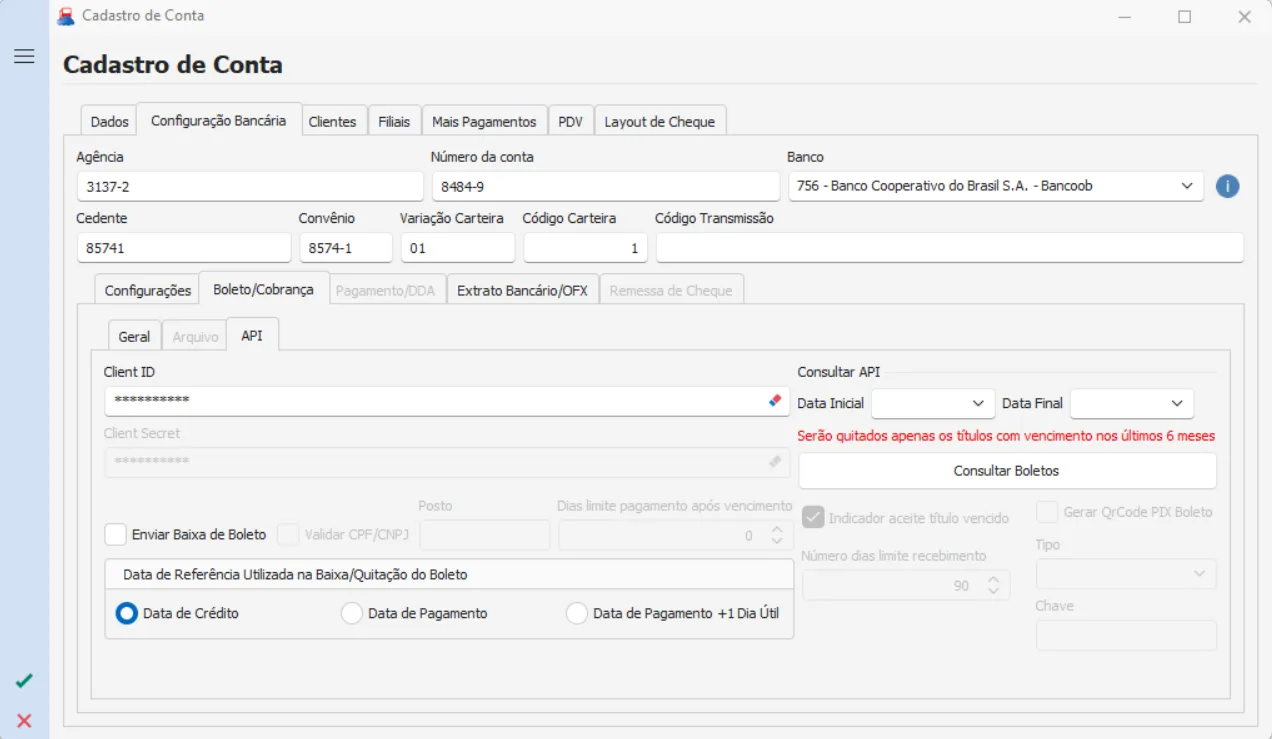 Cadastro de Conta
Cadastro de Conta
Dados Configuração Bancária Clientes Filiais Mais Pagamentos PDV Layout de Cheque
Agência Número da conta Banco
3137-2 8484-9 756 - Banco Cooperativo do Brasil S.A. - Bancoob i
Cedente Convênio Variação Carteira Código Carteira Código Transmissão
85741 8574-1 01 1
Configurações Boleto/Cobrança Pagamento/DDA Extrato Bancário/OFX Remessa de Cheque
Geral Arquivo API
Client ID Consultar API
********** Data Inicial Data Final
Client Secret Serão quitados apenas os títulos com vencimento nos últimos 6 meses
********** Consultar Boletos
Posto Dias limite pagamento após vencimento Indicador aceite título vencido Gerar QrCode PIX Boleto
Enviar Baixa de Boleto Validar CPF/CNPJ 0 Número dias limite recebimento Tipo
Data de Referência Utilizada na Baixa/Quitação do Boleto 90
Data de Crédito Data de Pagamento Data de Pagamento +1 Dia Útil Chave